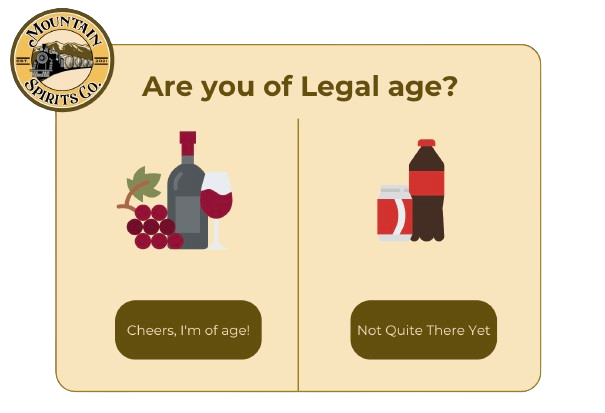 MOUNTAIN
EST. 2021
SPIRITS CO.
Are you of Legal age?
Cheers, I'm of age!
Not Quite There Yet